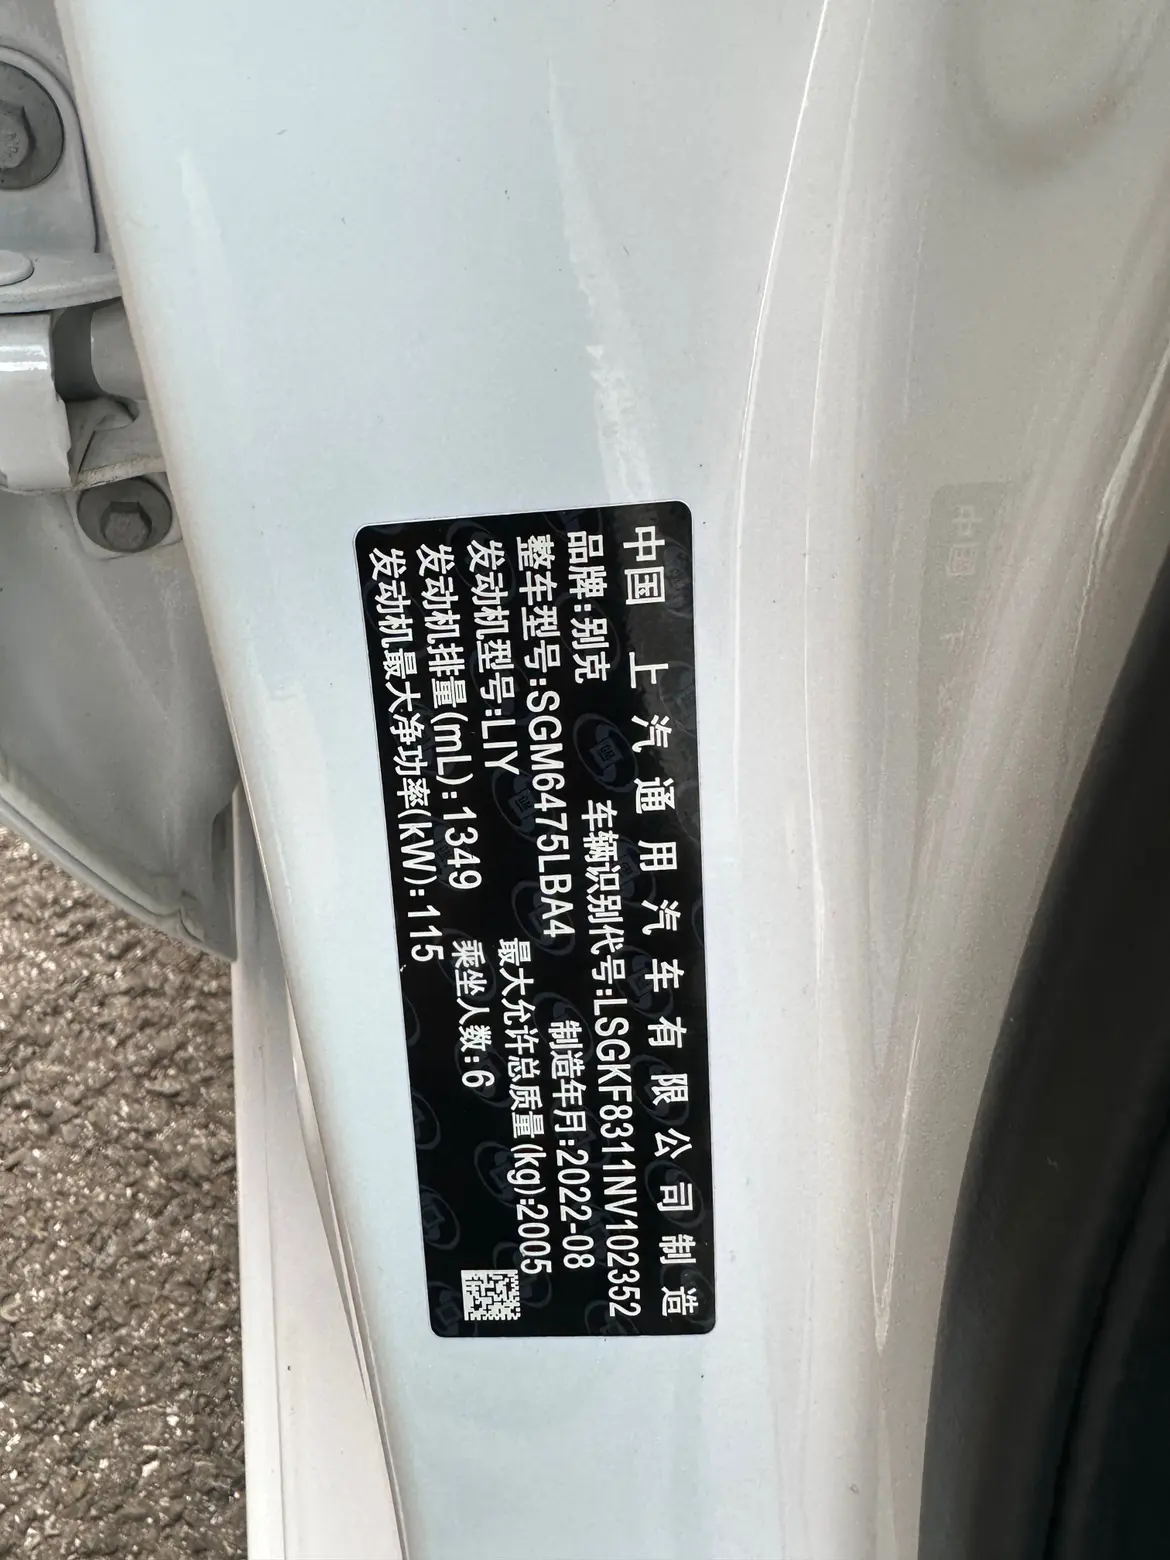 中国上汽通用汽车有限公司制造
品牌:别克
车辆识别代号:LSGKF8311NV102352
整车型号:SGM6475LBA4
制造年月:2022-08
发动机型号:LIY
最大允许总质量(kg):2005
发动机排量(mL):1349
乘坐人数:6
发动机最大净功率(kW):115